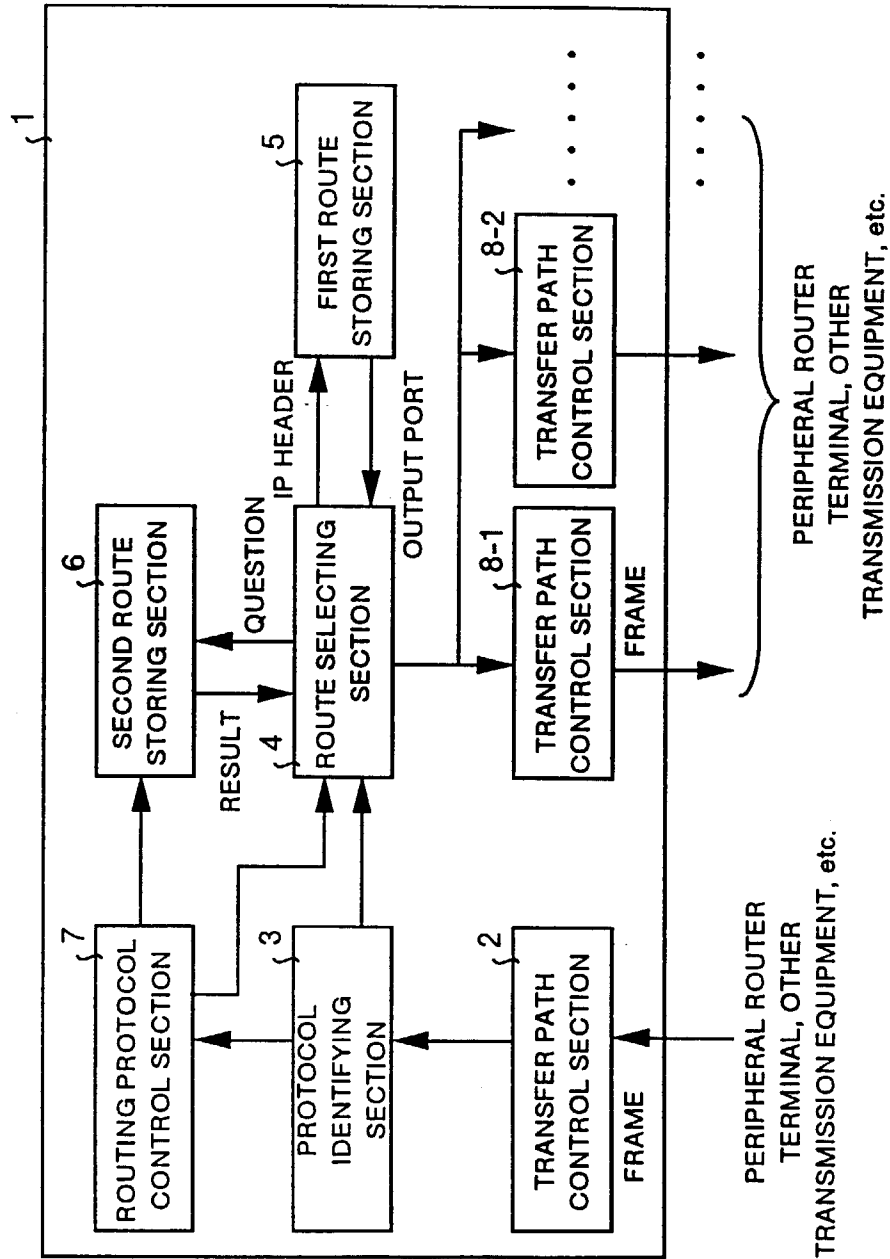 1
7
ROUTING PROTOCOL
CONTROL SECTION
6
SECOND ROUTE
STORING SECTION
RESULT
QUESTION
3
PROTOCOL
IDENTIFYING
SECTION
4
ROUTE SELECTING
SECTION
IP HEADER
OUTPUT PORT
5
FIRST ROUTE
STORING SECTION
2
TRANSFER PATH
CONTROL SECTION
FRAME
8-1
TRANSFER PATH
CONTROL SECTION
FRAME
8-2
TRANSFER PATH
CONTROL SECTION
PERIPHERAL ROUTER
TERMINAL, OTHER
TRANSMISSION EQUIPMENT, etc.
PERIPHERAL ROUTER
TERMINAL, OTHER
TRANSMISSION EQUIPMENT, etc.